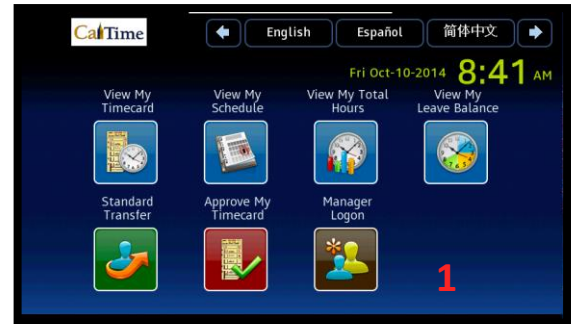 CalTime
English Español 简体中文
Fri Oct-10-2014 8:41 AM
View My Timecard
View My Schedule
View My Total Hours
View My Leave Balance
Standard Transfer
Approve My Timecard
Manager Logon
1